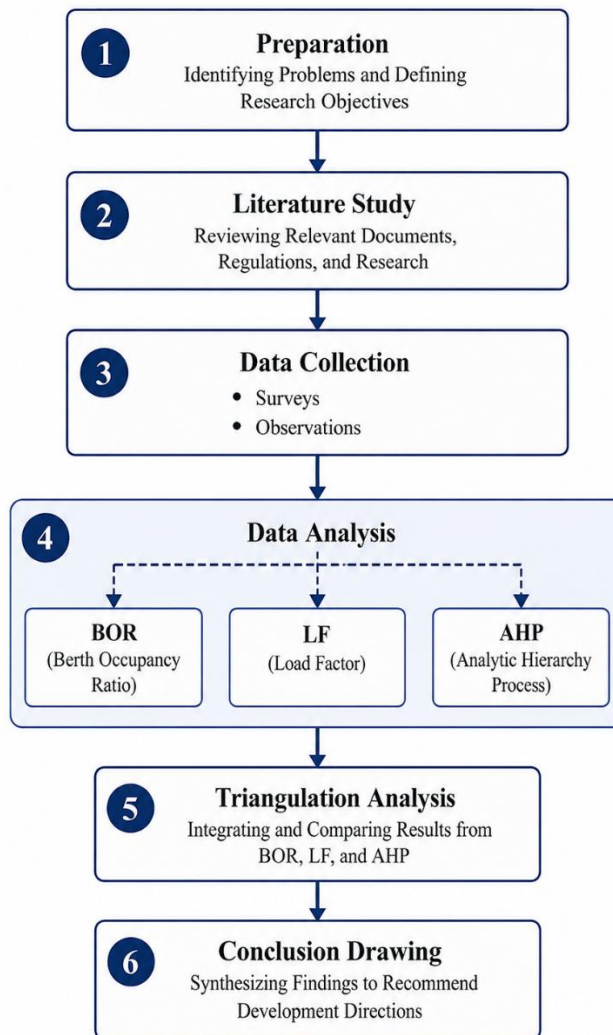 1
Preparation
Identifying Problems and Defining
Research Objectives
2
Literature Study
Reviewing Relevant Documents,
Regulations, and Research
3
Data Collection
• Surveys
• Observations
4
Data Analysis
BOR
(Berth Occupancy
Ratio)
LF
(Load Factor)
AHP
(Analytic Hierarchy
Process)
5
Triangulation Analysis
Integrating and Comparing Results from
BOR, LF, and AHP
6
Conclusion Drawing
Synthesizing Findings to Recommend
Development Directions